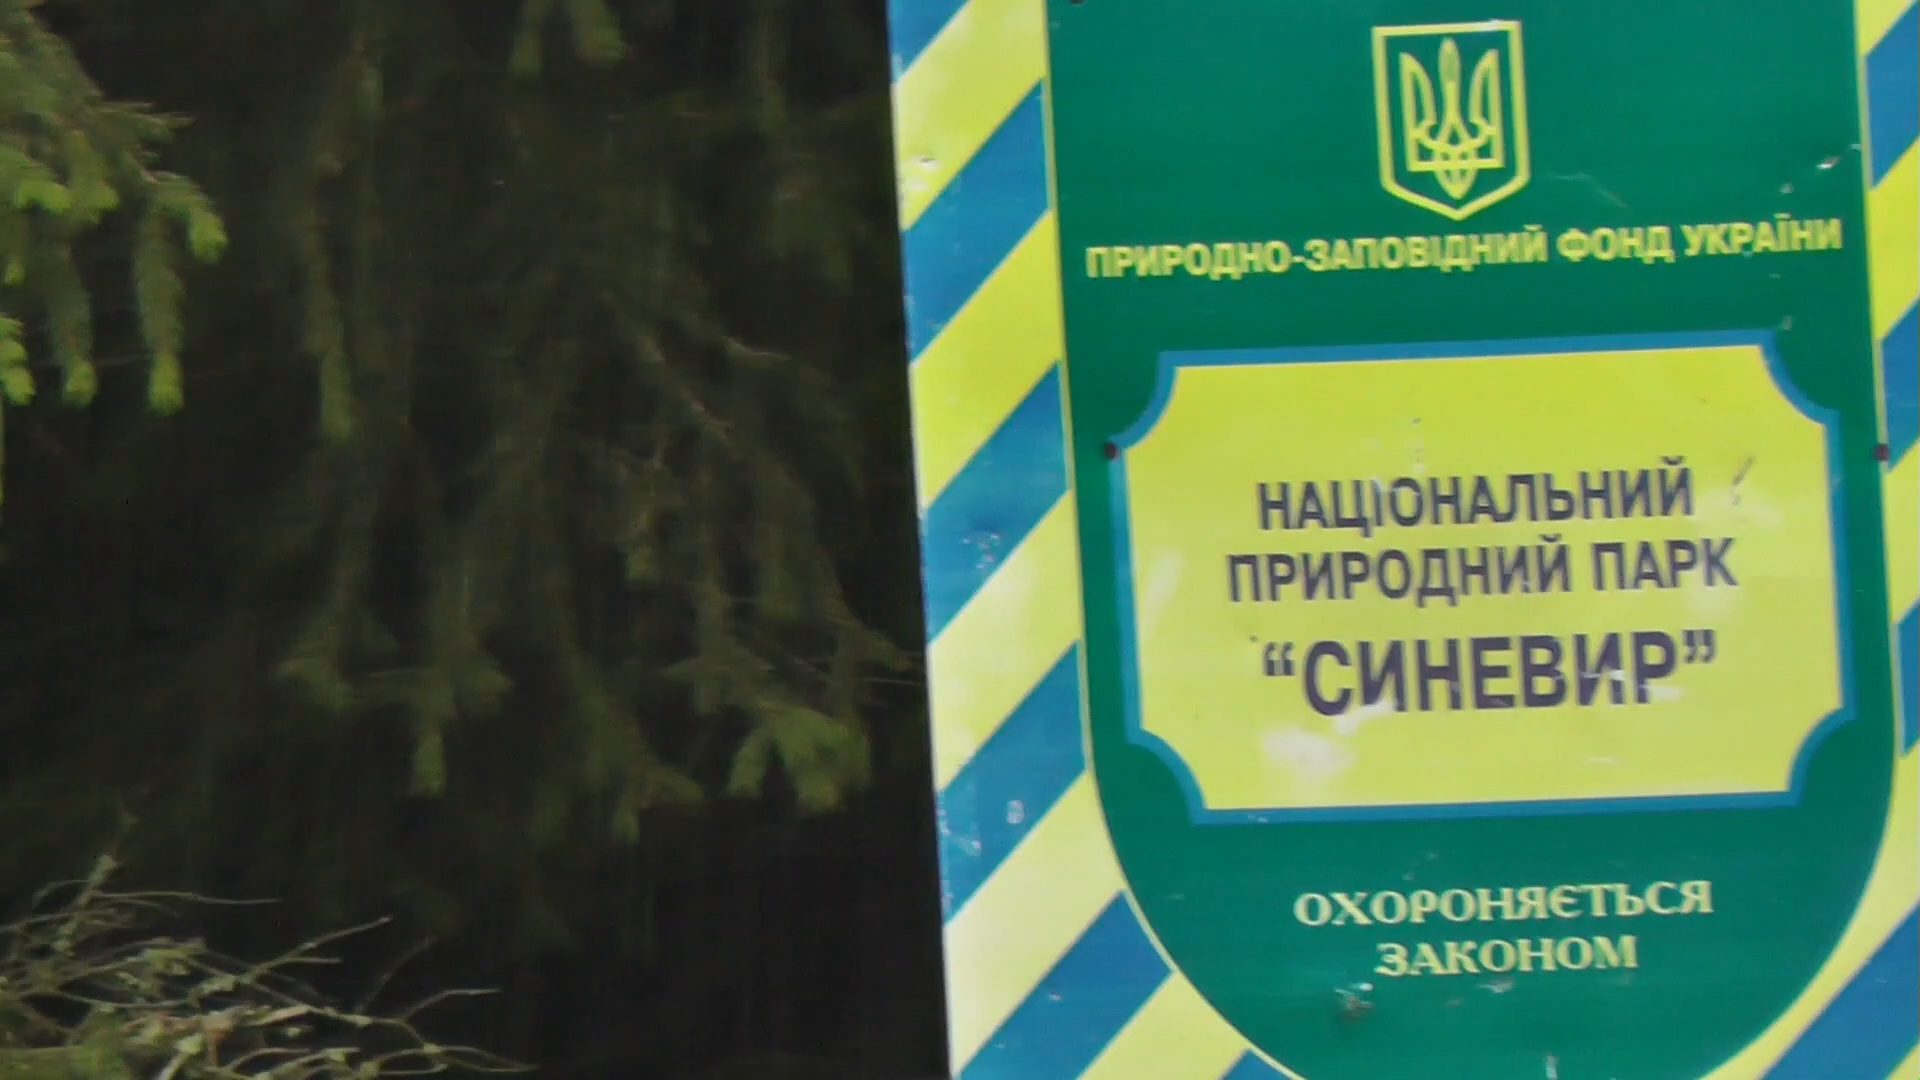 ПРИРОДНО-ЗАПОВІДНИЙ ФОНД УКРАЇНИ
НАЦІОНАЛЬНИЙ
ПРИРОДНИЙ ПАРК
“СИНЕВИР”
ОХОРОНЯЄТЬСЯ
ЗАКОНОМ